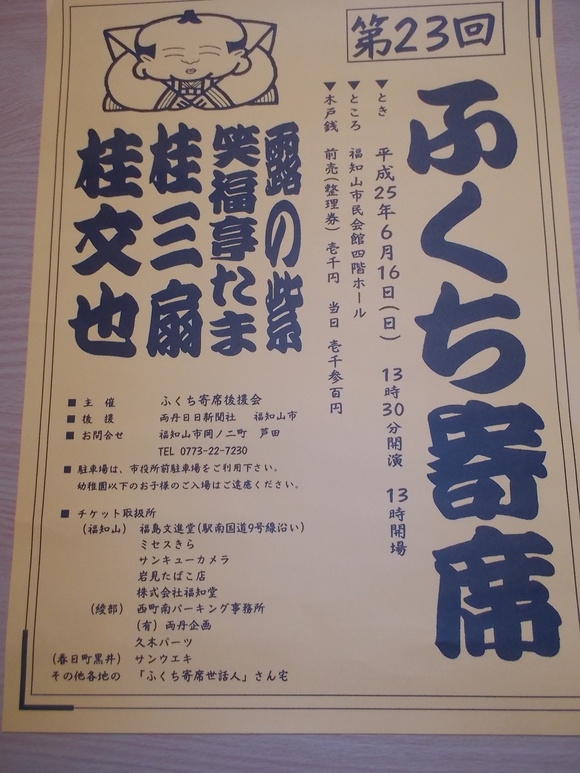 第23回
ふくち寄席
▼とき 平成25年6月16日(日) 13時30分開演 13時開場
▼ところ 福知山市民会館四階ホール
▼木戸銭 前売(整理券)壱千円 当日 壱千参百円
露の紫
笑福亭たま
桂三扇
桂文也
■ 主 催 ふくち寄席後援会
■ 後 援 両丹日日新聞社 福知山市
■ お問合せ 福知山市岡ノ二町 芦田
TEL 0773-22-7230
■ 駐車場は、市役所前駐車場をご利用下さい。
幼稚園以下のお子様のご入場はご遠慮ください。
■ チケット取扱所
(福知山) 福島文進堂(駅南国道9号線沿い)
ミセスきら
サンキューカメラ
岩見たばこ店
株式会社福知堂
(綾部) 西町南パーキング事務所
(有) 両丹企画
久木パーツ
(春日町黒井) サンウエキ
その他各地の 「ふくち寄席世話人」さん宅